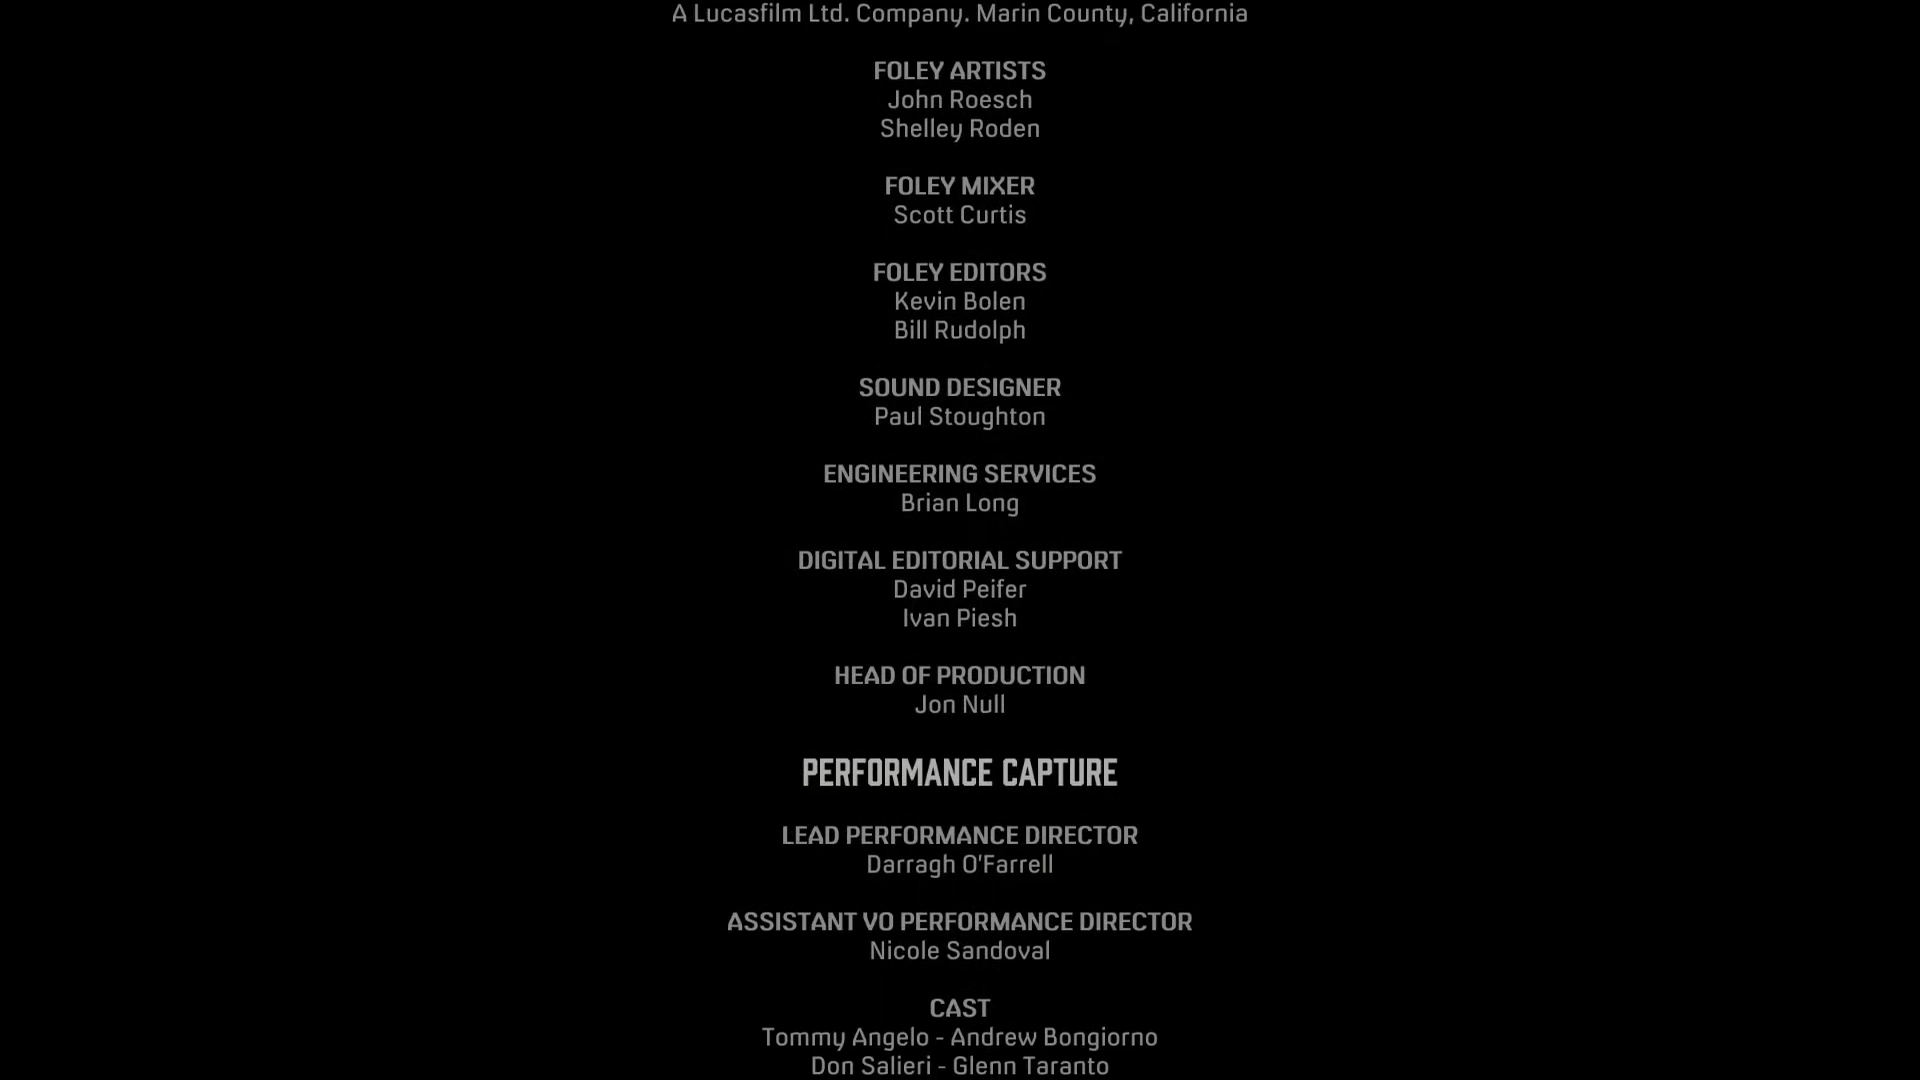 A Lucasfilm Ltd. Company. Marin County, California
FOLEY ARTISTS
John Roesch
Shelley Roden
FOLEY MIXER
Scott Curtis
FOLEY EDITORS
Kevin Bolen
Bill Rudolph
SOUND DESIGNER
Paul Stoughton
ENGINEERING SERVICES
Brian Long
DIGITAL EDITORIAL SUPPORT
David Peifer
Ivan Piesh
HEAD OF PRODUCTION
Jon Null
PERFORMANCE CAPTURE
LEAD PERFORMANCE DIRECTOR
Darragh O'Farrell
ASSISTANT VO PERFORMANCE DIRECTOR
Nicole Sandoval
CAST
Tommy Angelo - Andrew Bongiorno
Don Salieri - Glenn Taranto